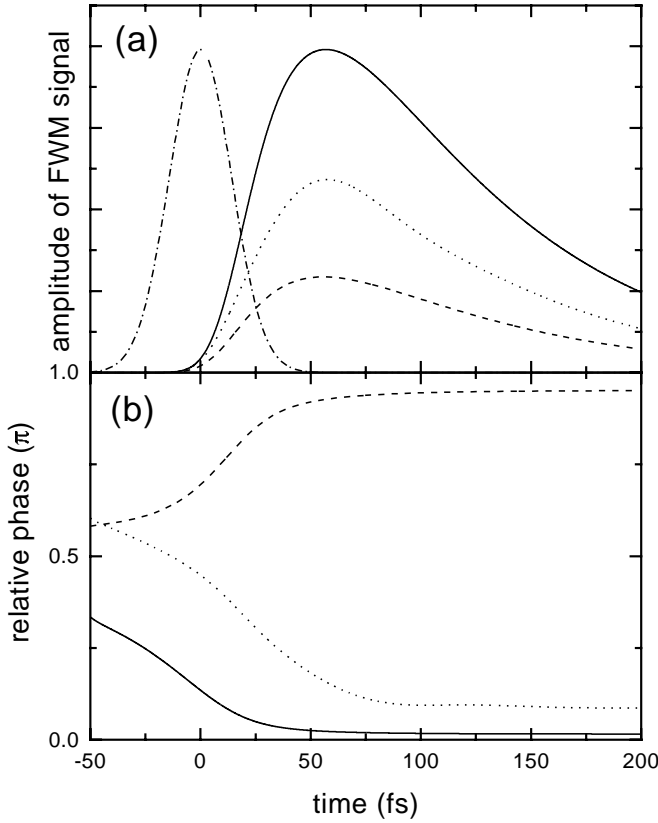 (a)
amplitude of FWM signal
1.0
(b)
relative phase (π)
0.5
0.0
-50 0 50 100 150 200
time (fs)